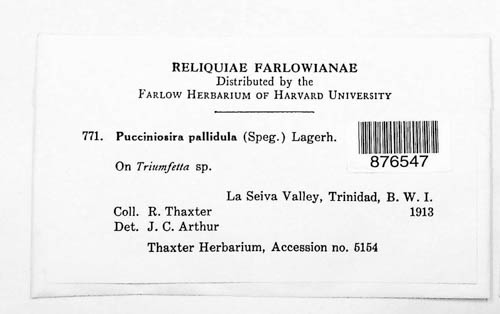 RELIQUIAE FARLOWIANAE
Distributed by the
FARLOW HERBARIUM OF HARVARD UNIVERSITY
771. Pucciniosira pallidula (Speg.) Lagerh.
876547
On Triumfetta sp.
La Seiva Valley, Trinidad, B. W. I.
Coll. R. Thaxter 1913
Det. J. C. Arthur
Thaxter Herbarium, Accession no. 5154